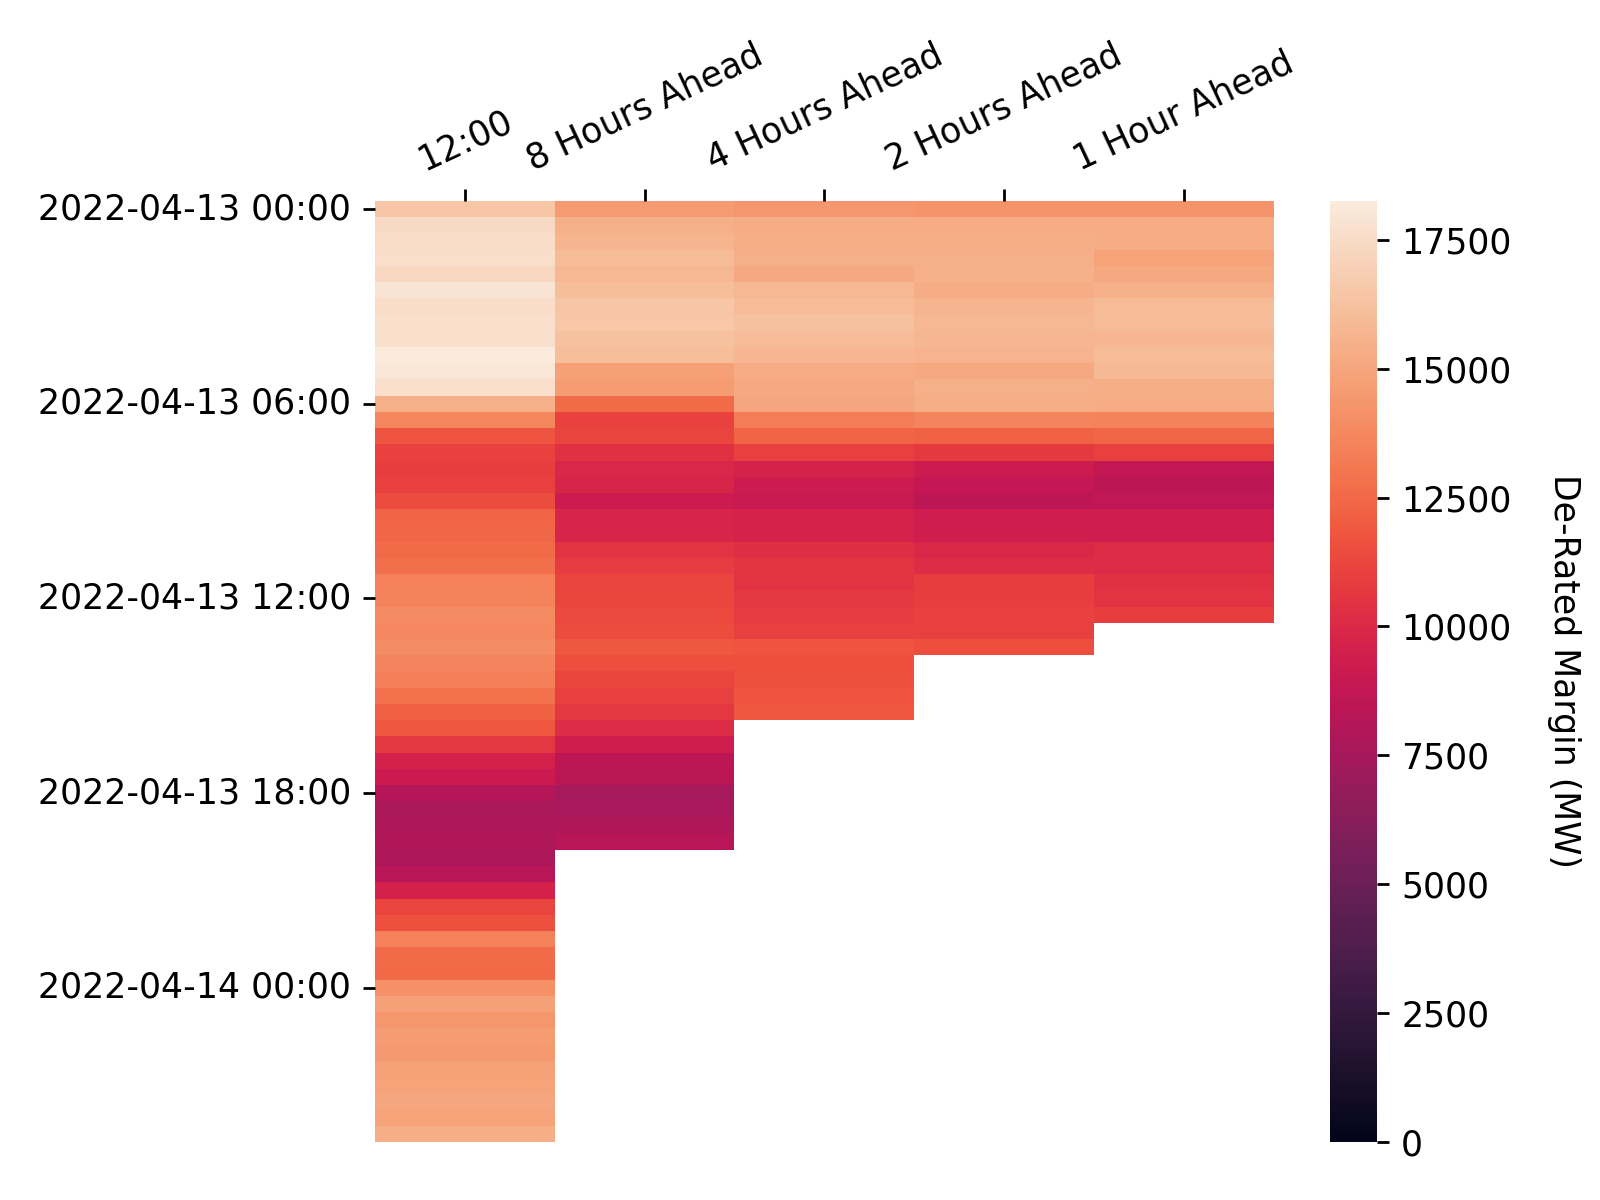 12:00
8 Hours Ahead
4 Hours Ahead
2 Hours Ahead
1 Hour Ahead
2022-04-13 00:00
2022-04-13 06:00
2022-04-13 12:00
2022-04-13 18:00
2022-04-14 00:00
17500
15000
12500
10000
7500
5000
2500
0
De-Rated Margin (MW)